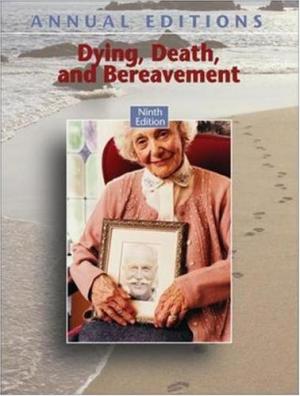 ANNUAL EDITIONS
Dying, Death,
and Bereavement
Ninth
Edition